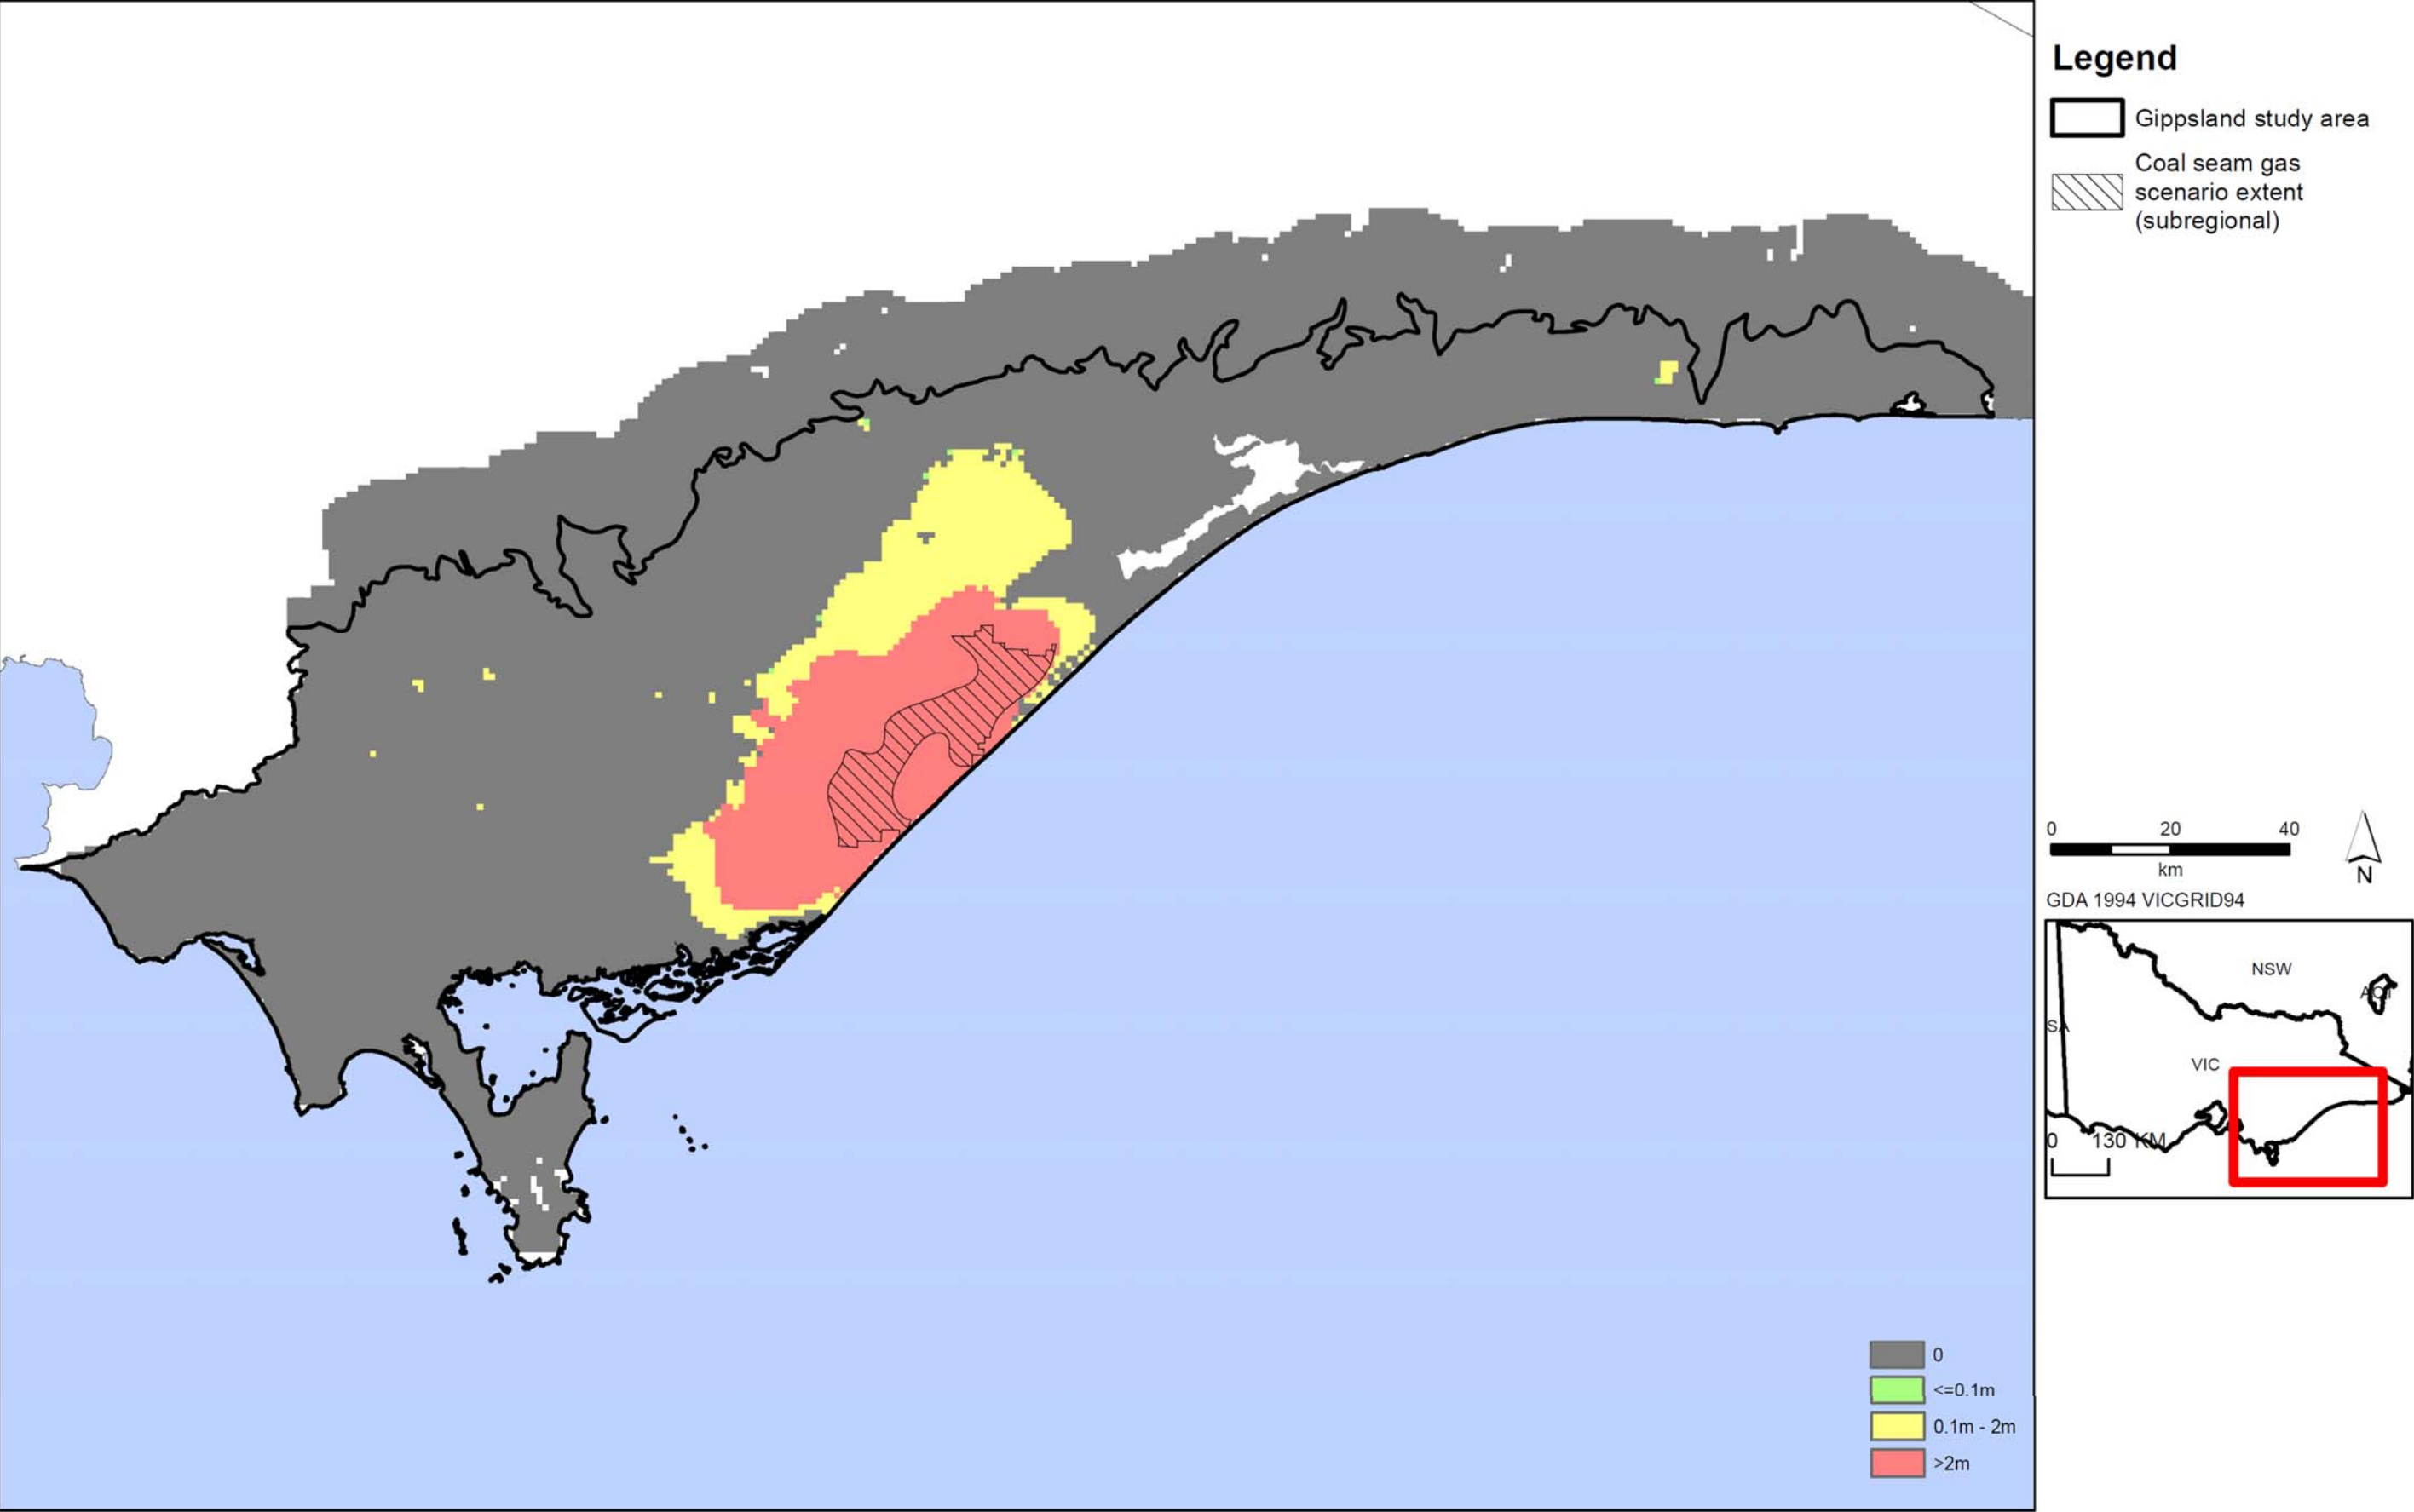 Legend
Gippsland study area
Coal seam gas
scenario extent
(subregional)
0 20 40
km
N
GDA 1994 VICGRID94
NSW
ACT
SA
VIC
0 130 KM
0
<=0.1m
0.1m - 2m
>2m